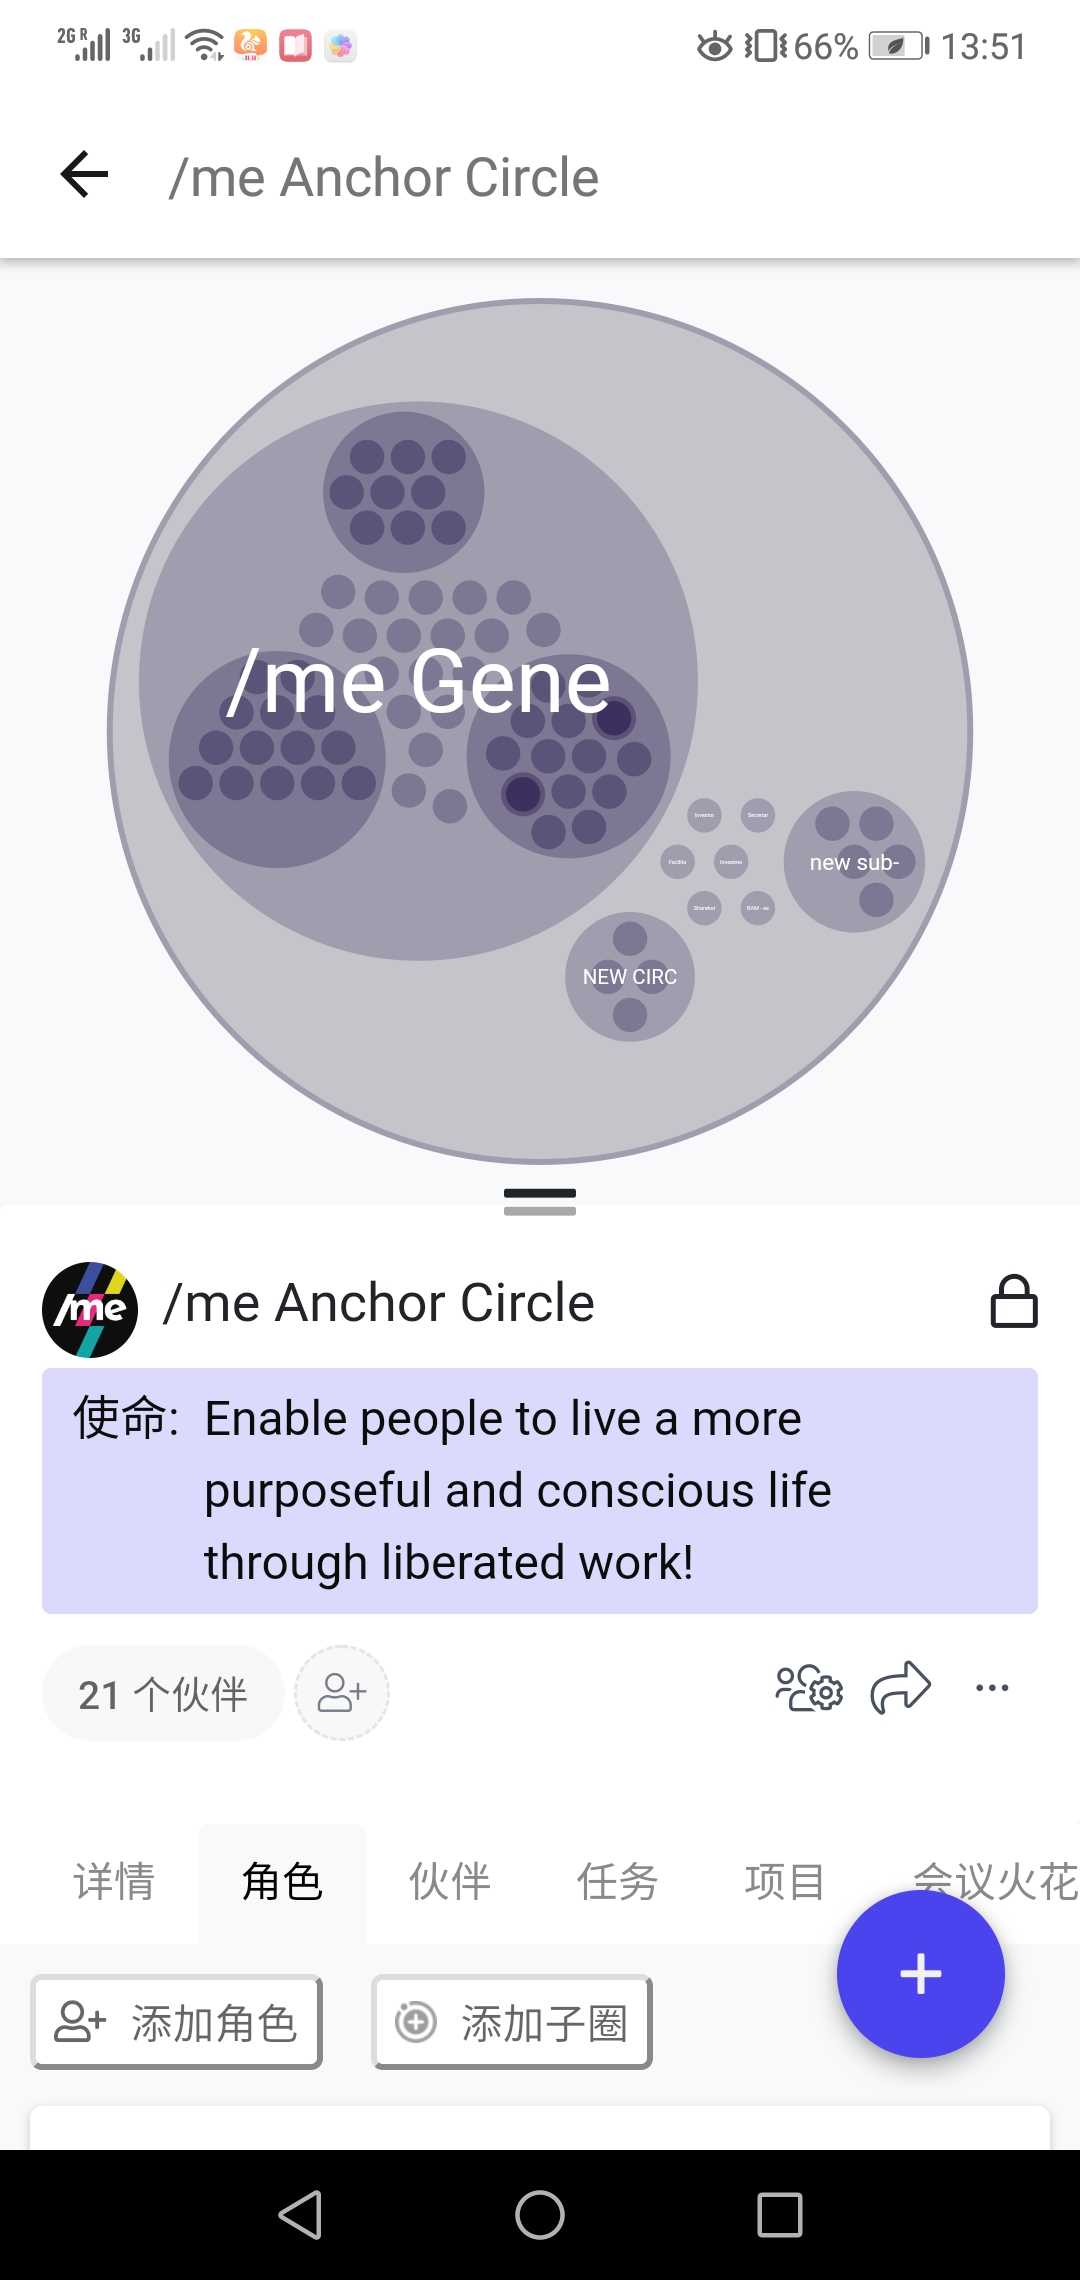 2G R 3G 66% 13:51
/me Anchor Circle
/me Gene
Secretar
new sub-
Facilita
NEW CIRC
/me
/me Anchor Circle
使命: Enable people to live a more
purposeful and conscious life
through liberated work!
21 个伙伴
详情 角色 伙伴 任务 项目 会议火花
添加角色 添加子圈